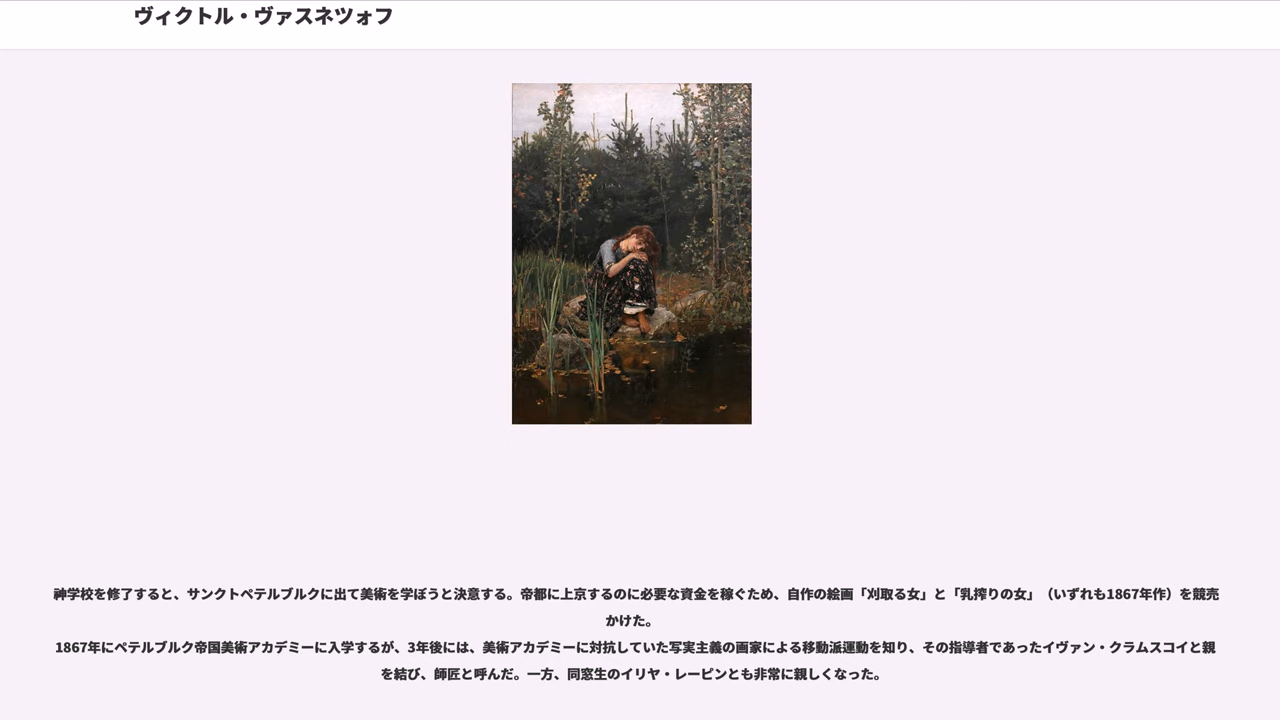 ヴィクトル・ヴァスネツォフ
神学校を修了すると、サンクトペテルブルクに出て美術を学ぼうと決意する。帝都に上京するのに必要な資金を稼ぐため、自作の絵画「刈取る女」と「乳搾りの女」（いずれも1867年作）を競売
かけた。
1867年にペテルブルク帝国美術アカデミーに入学するが、3年後には、美術アカデミーに対抗していた写実主義の画家による移動派運動を知り、その指導者であったイヴァン・クラムスコイと親
を結び、師匠と呼んだ。一方、同窓生のイリヤ・レーピンとも非常に親しくなった。